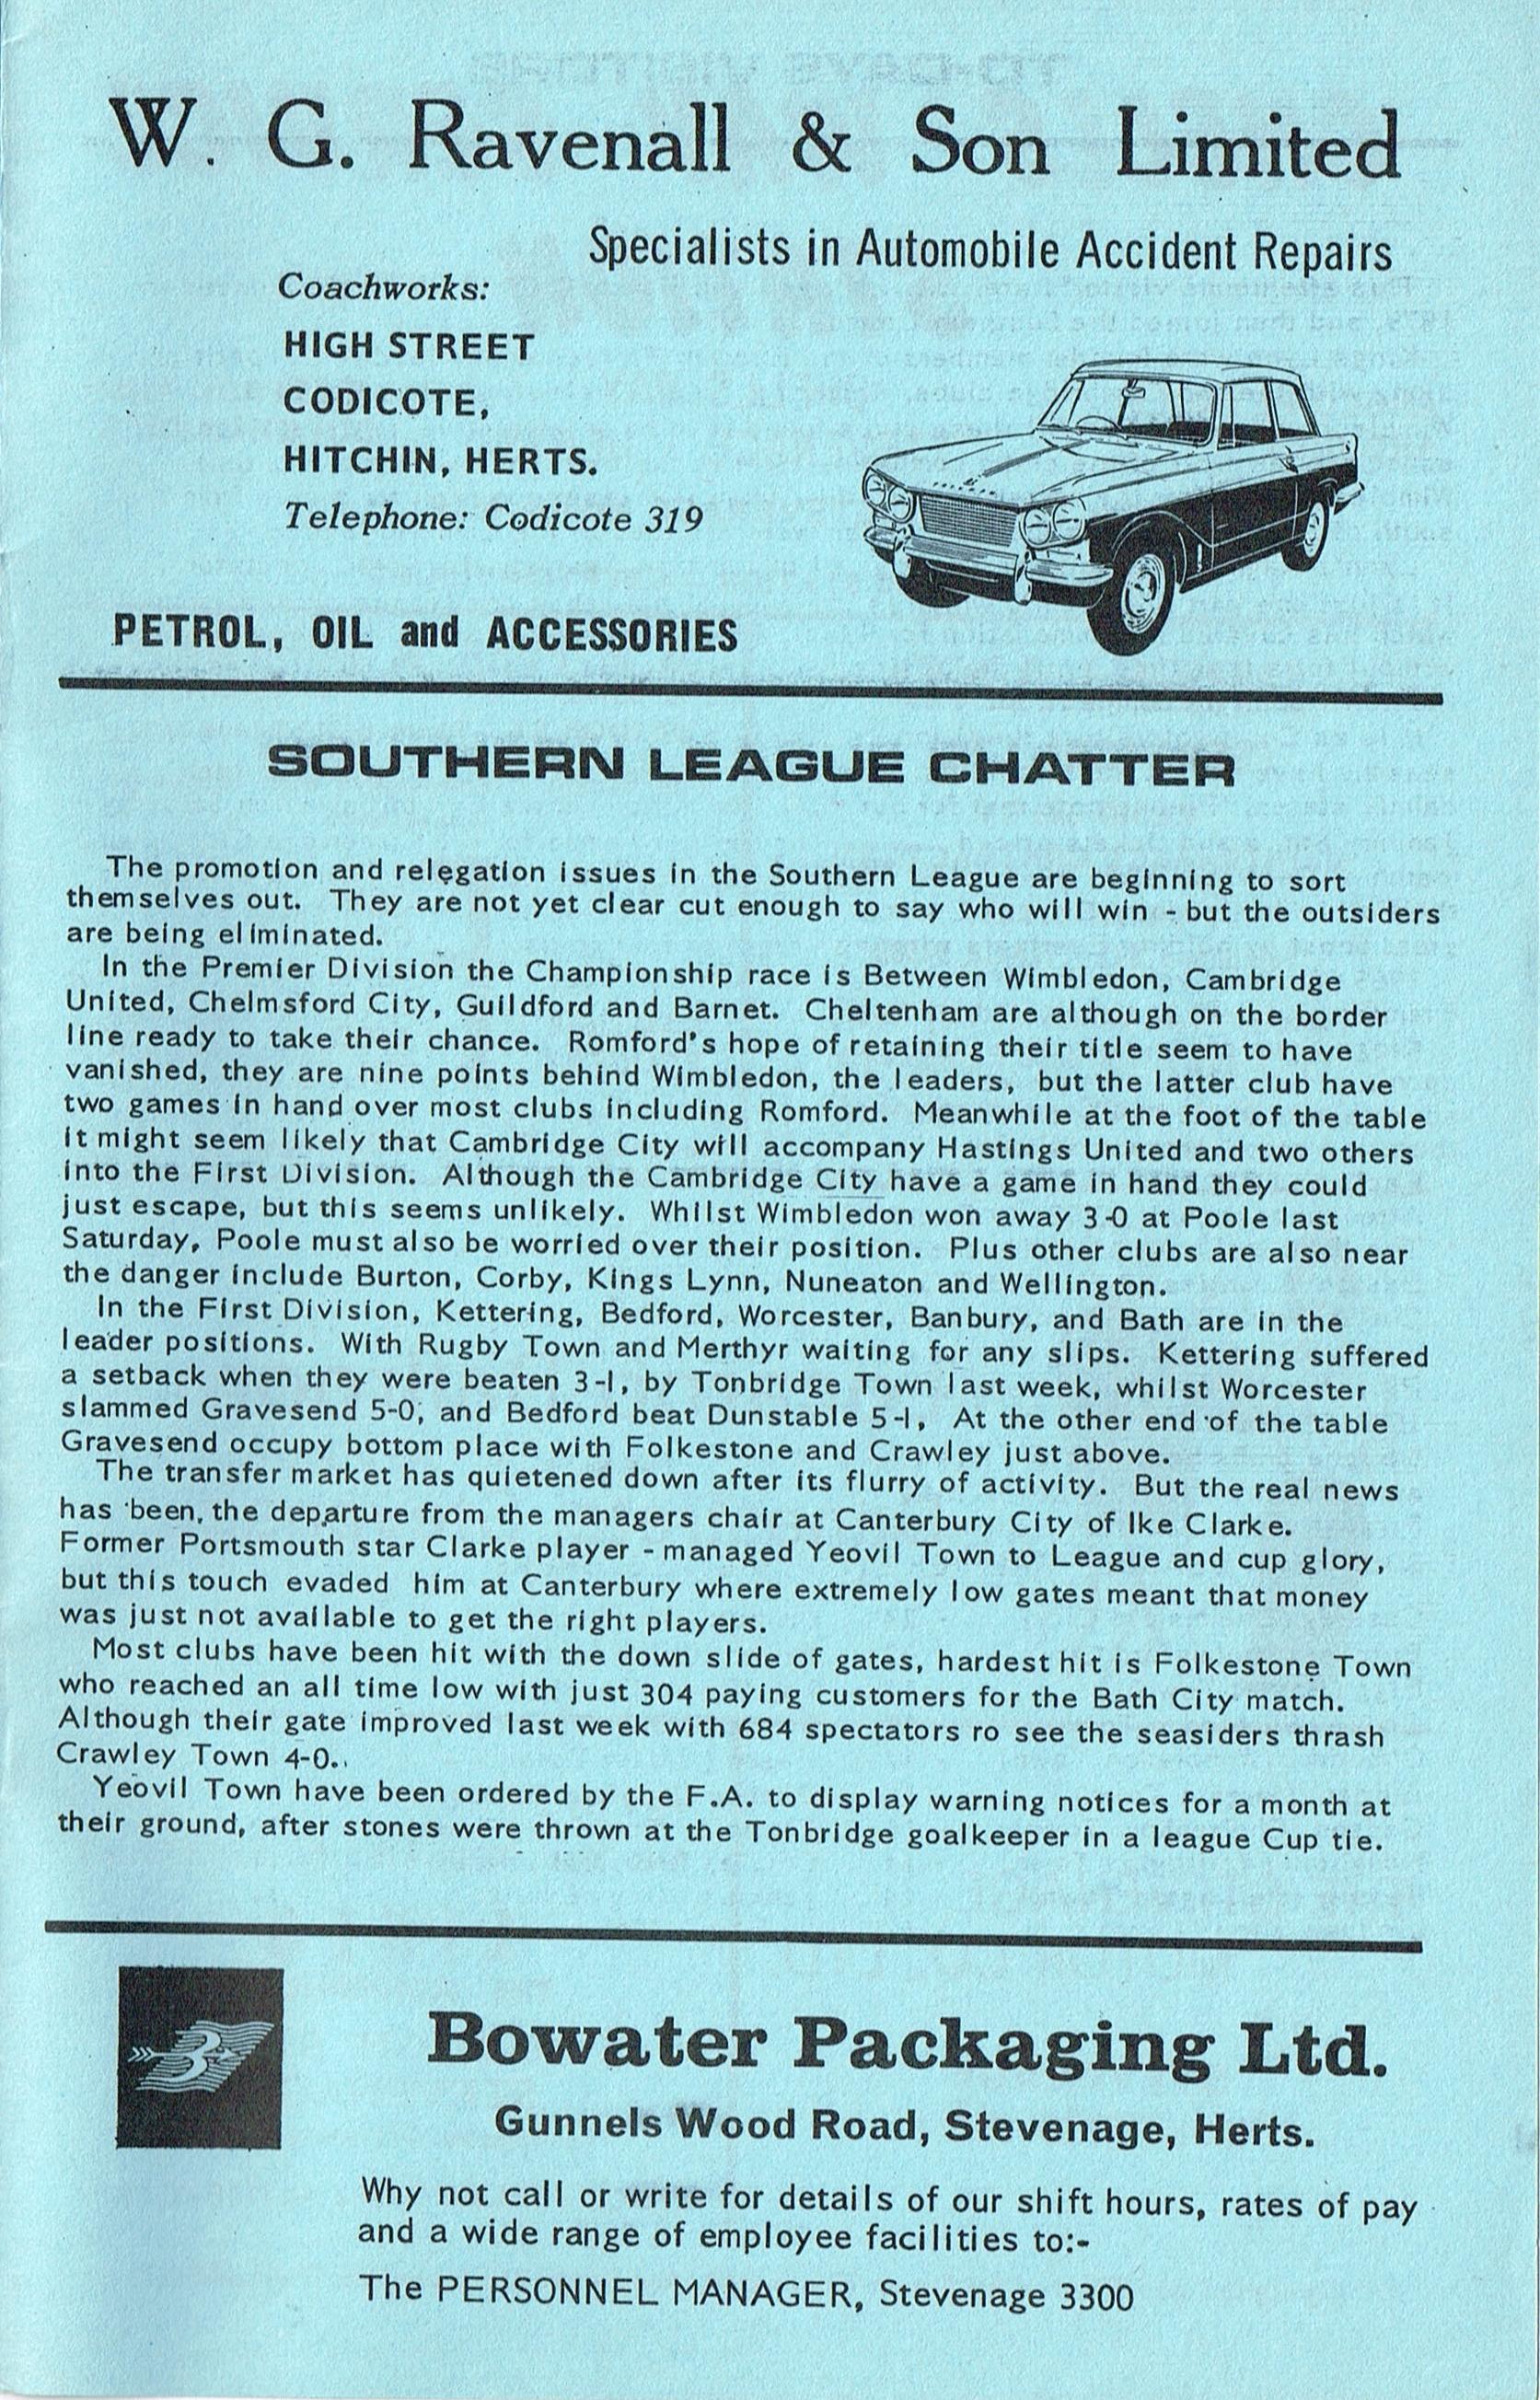 W. G. Ravenall & Son Limited
Specialists in Automobile Accident Repairs
Coachworks:
HIGH STREET
CODICOTE,
HITCHIN, HERTS.
Telephone: Codicote 319
PETROL, OIL and ACCESSORIES
SOUTHERN LEAGUE CHATTER
The promotion and relegation issues in the Southern League are beginning to sort
themselves out. They are not yet clear cut enough to say who will win - but the outsiders
are being eliminated.
In the Premier Division the Championship race is Between Wimbledon, Cambridge
United, Chelmsford City, Guildford and Barnet. Cheltenham are although on the border
line ready to take their chance. Romford's hope of retaining their title seem to have
vanished, they are nine points behind Wimbledon, the leaders, but the latter club have
two games in hand over most clubs including Romford. Meanwhile at the foot of the table
it might seem likely that Cambridge City will accompany Hastings United and two others
into the First Division. Although the Cambridge City have a game in hand they could
just escape, but this seems unlikely. Whilst Wimbledon won away 3-0 at Poole last
Saturday, Poole must also be worried over their position. Plus other clubs are also near
the danger include Burton, Corby, Kings Lynn, Nuneaton and Wellington.
In the First Division, Kettering, Bedford, Worcester, Banbury, and Bath are in the
leader positions. With Rugby Town and Merthyr waiting for any slips. Kettering suffered
a setback when they were beaten 3-1, by Tonbridge Town last week, whilst Worcester
slammed Gravesend 5-0, and Bedford beat Dunstable 5-1, At the other end of the table
Gravesend occupy bottom place with Folkestone and Crawley just above.
The transfer market has quietened down after its flurry of activity. But the real news
has been, the departure from the managers chair at Canterbury City of Ike Clarke.
Former Portsmouth star Clarke player - managed Yeovil Town to League and cup glory,
but this touch evaded him at Canterbury where extremely low gates meant that money
was just not available to get the right players.
Most clubs have been hit with the down slide of gates, hardest hit is Folkestone Town
who reached an all time low with just 304 paying customers for the Bath City match.
Although their gate improved last week with 684 spectators ro see the seasiders thrash
Crawley Town 4-0..
Yeovil Town have been ordered by the F.A. to display warning notices for a month at
their ground, after stones were thrown at the Tonbridge goalkeeper in a league Cup tie.
Bowater Packaging Ltd.
Gunnels Wood Road, Stevenage, Herts.
Why not call or write for details of our shift hours, rates of pay
and a wide range of employee facilities to:-
The PERSONNEL MANAGER, Stevenage 3300